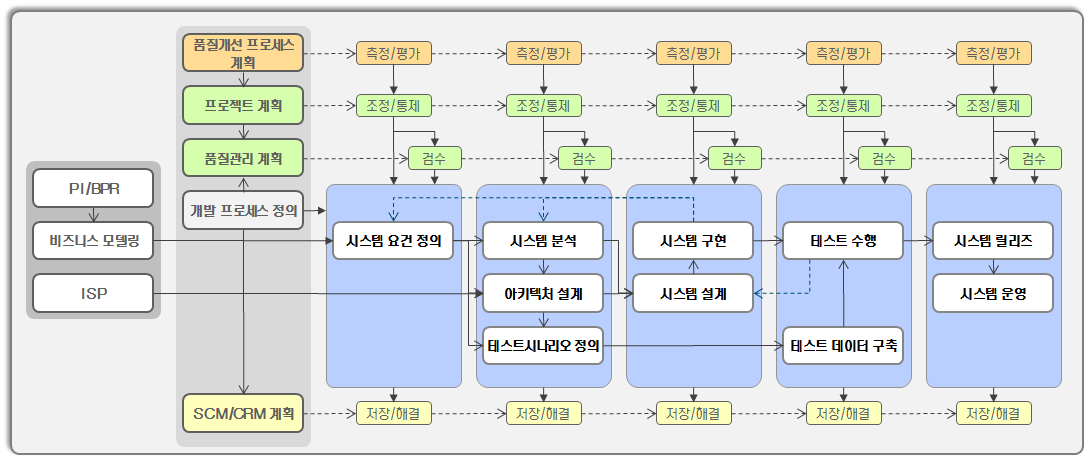 품질개선 프로세스
계획
측정/평가
측정/평가
측정/평가
측정/평가
측정/평가
프로젝트 계획
조정/통제
조정/통제
조정/통제
조정/통제
조정/통제
품질관리 계획
검수
검수
검수
검수
검수
PI/BPR
개발 프로세스 정의
비즈니스 모델링
시스템 요건 정의
시스템 분석
시스템 구현
테스트 수행
시스템 릴리즈
ISP
아키텍처 설계
시스템 설계
시스템 운영
테스트시나리오 정의
테스트 데이터 구축
SCM/CRM 계획
저장/해결
저장/해결
저장/해결
저장/해결
저장/해결